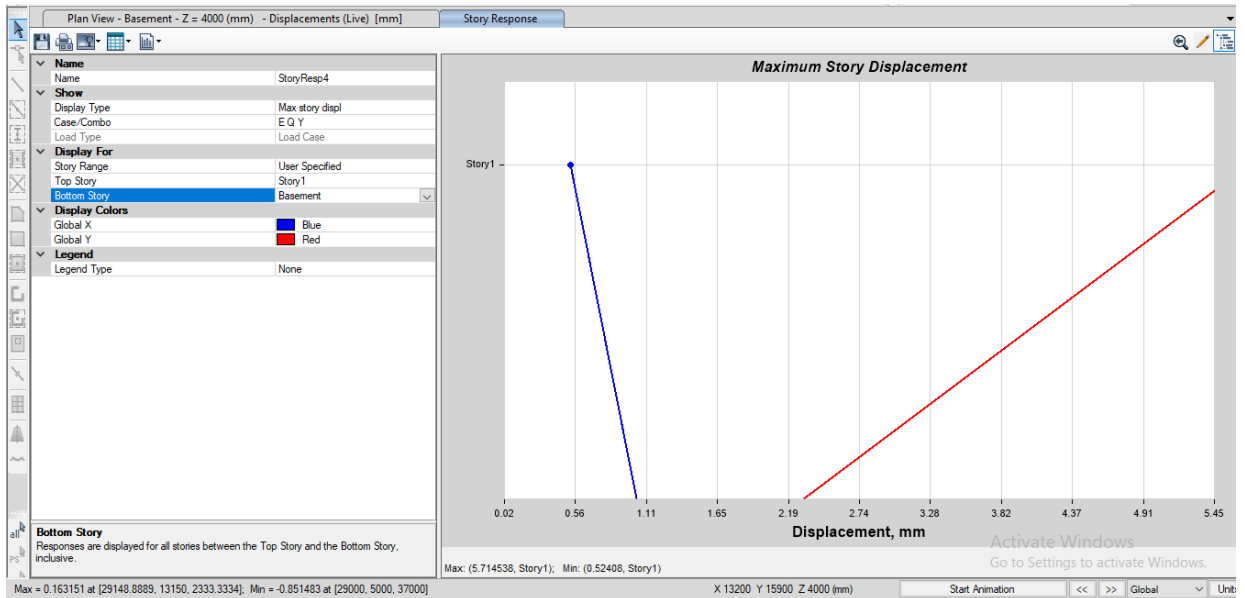 Plan View - Basement - Z = 4000 (mm) - Displacements (Live) [mm]
Story Response
Name
Name StoryResp4
Show
Display Type Max story displ
Case/Combo E Q Y
Load Type Load Case
Display For
Story Range User Specified
Top Story Story1
Bottom Story Basement
Display Colors
Global X Blue
Global Y Red
Legend
Legend Type None
Maximum Story Displacement
Story1
0.02 0.56 1.11 1.65 2.19 2.74 3.28 3.82 4.37 4.91 5.45
Displacement, mm
all
PS
Bottom Story
Responses are displayed for all stories between the Top Story and the Bottom Story,
inclusive.
Max: (5.714538, Story1); Min: (0.52408, Story1)
Activate Windows
Go to Settings to activate Windows.
Max = 0.163151 at [29148.8889, 13150, 2333.3334]; Min = -0.851483 at [29000, 5000, 37000]
X 13200 Y 15900 Z 4000 (mm)
Start Animation
<< >>
Global
Units